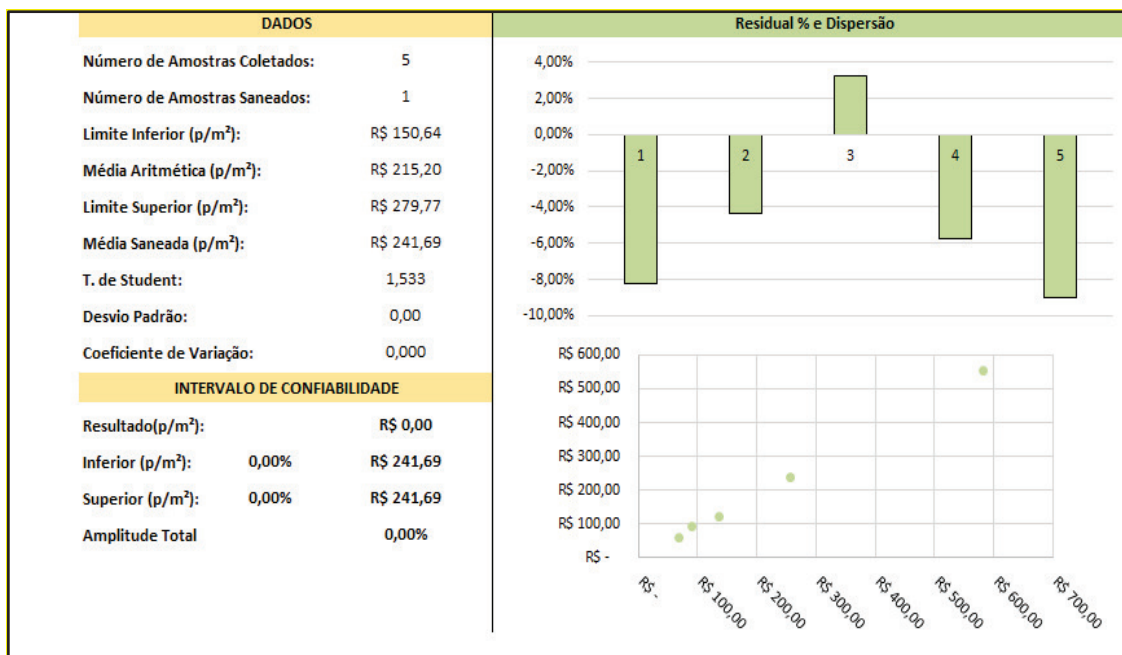 DADOS
Número de Amostras Coletados: 5
Número de Amostras Saneados: 1
Limite Inferior (p/m²): R$ 150,64
Média Aritmética (p/m²): R$ 215,20
Limite Superior (p/m²): R$ 279,77
Média Saneada (p/m²): R$ 241,69
T. de Student: 1,533
Desvio Padrão: 0,00
Coeficiente de Variação: 0,000
INTERVALO DE CONFIABILIDADE
Resultado(p/m²): R$ 0,00
Inferior (p/m²): 0,00% R$ 241,69
Superior (p/m²): 0,00% R$ 241,69
Amplitude Total 0,00%
Residual % e Dispersão
4,00%
2,00%
0,00%
-2,00%
-4,00%
-6,00%
-8,00%
-10,00%
1 2 3 4 5
R$ 600,00
R$ 500,00
R$ 400,00
R$ 300,00
R$ 200,00
R$ 100,00
R$ -
R$ - R$ 100,00 R$ 200,00 R$ 300,00 R$ 400,00 R$ 500,00 R$ 600,00 R$ 700,00